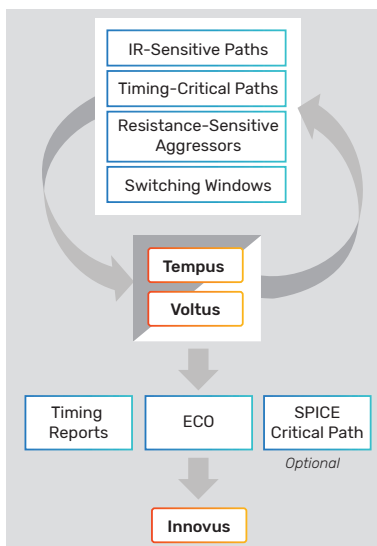 IR-Sensitive Paths
Timing-Critical Paths
Resistance-Sensitive
Aggressors
Switching Windows
Tempus
Voltus
Timing
Reports
ECO
SPICE
Critical Path
Optional
Innovus